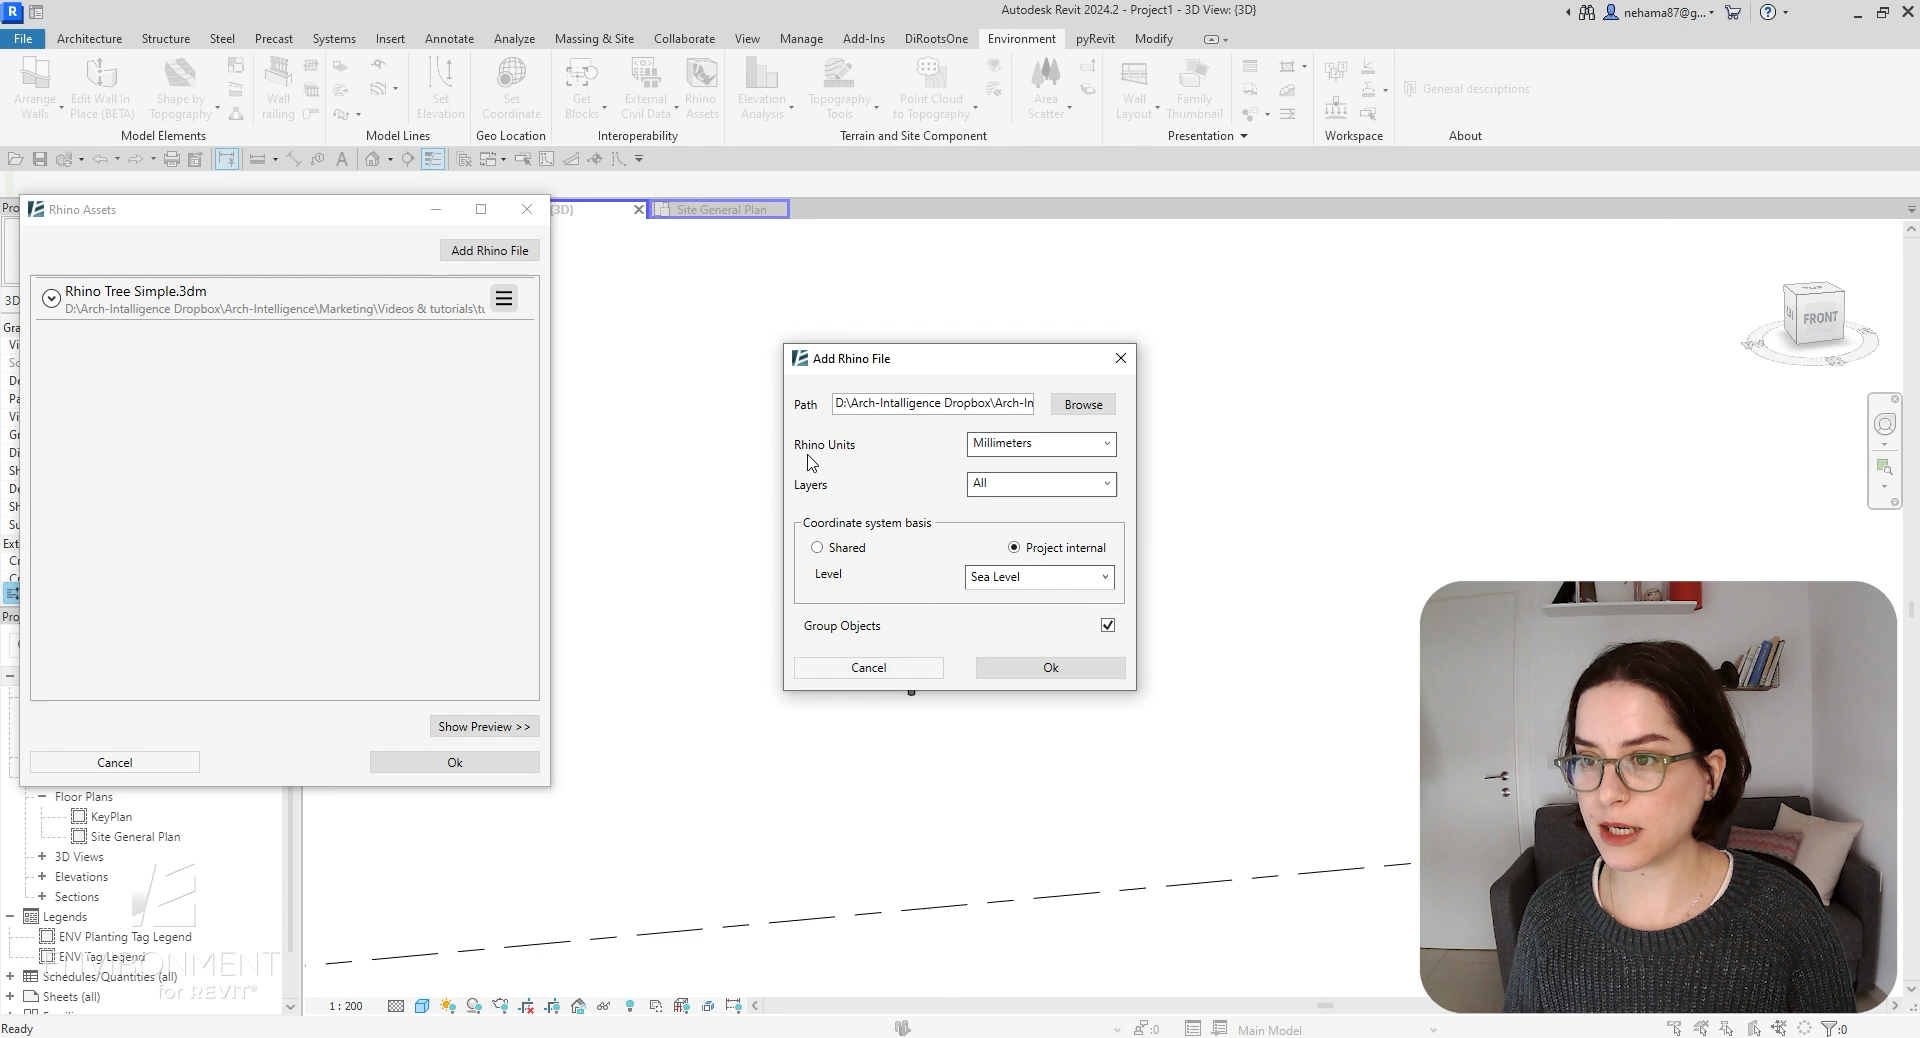 Autodesk Revit 2024.2 - Project1 - 3D View: {3D}
nehama87@g...
File Architecture Structure Steel Precast Systems Insert Annotate Analyze Massing & Site Collaborate View Manage Add-Ins DiRootsOne Environment pyRevit Modify
Arrange Walls
Edit Wall In Place (BETA)
Shape by Topography
Wall railing
Set Elevation
Set Coordinate
Get Blocks
External Civil Data
Rhino Assets
Elevation Analysis
Topography Tools
Point Cloud to Topography
Area Scatter
Wall Layout
Family Thumbnail
General descriptions
Model Elements Model Lines Geo Location Interoperability Terrain and Site Component Presentation Workspace About
Rhino Assets
{3D}
Site General Plan
Add Rhino File
Rhino Tree Simple.3dm
D:\Arch-Intalligence Dropbox\Arch-Intelligence\Marketing\Videos & tutorials\tu
Show Preview >>
Cancel
Ok
Add Rhino File
Path
D:\Arch-Intalligence Dropbox\Arch-In
Browse
Rhino Units
Millimeters
Layers
All
Coordinate system basis
Shared
Project internal
Level
Sea Level
Group Objects
Cancel
Ok
FRONT
Floor Plans
KeyPlan
Site General Plan
3D Views
Elevations
Sections
Legends
ENV Planting Tag Legend
ENV Tag Legend
Schedules/Quantities (all)
Sheets (all)
ENVIRONMENT
for REVIT®
1 : 200
Ready
:0
Main Model
:0